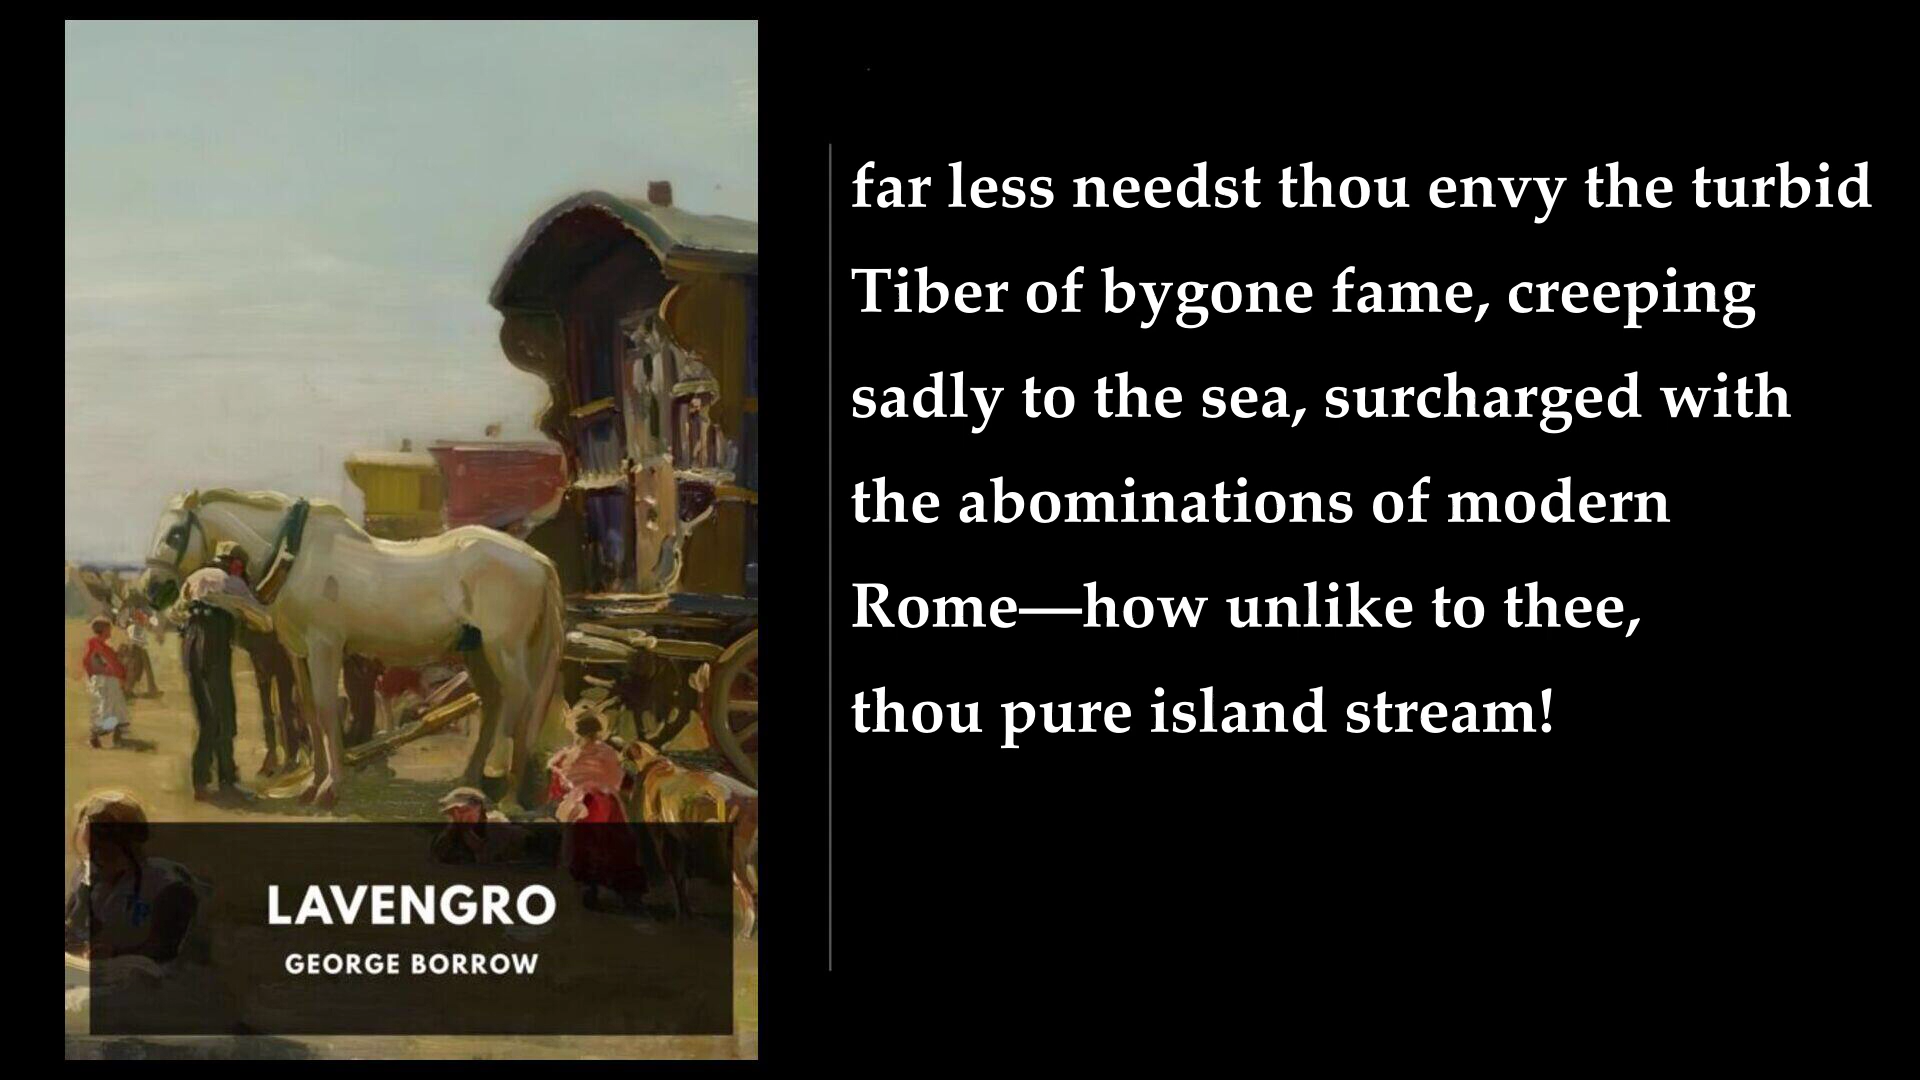 far less needst thou envy the turbid
Tiber of bygone fame, creeping
sadly to the sea, surcharged with
the abominations of modern
Rome—how unlike to thee,
thou pure island stream!
LAVENGRO
GEORGE BORROW